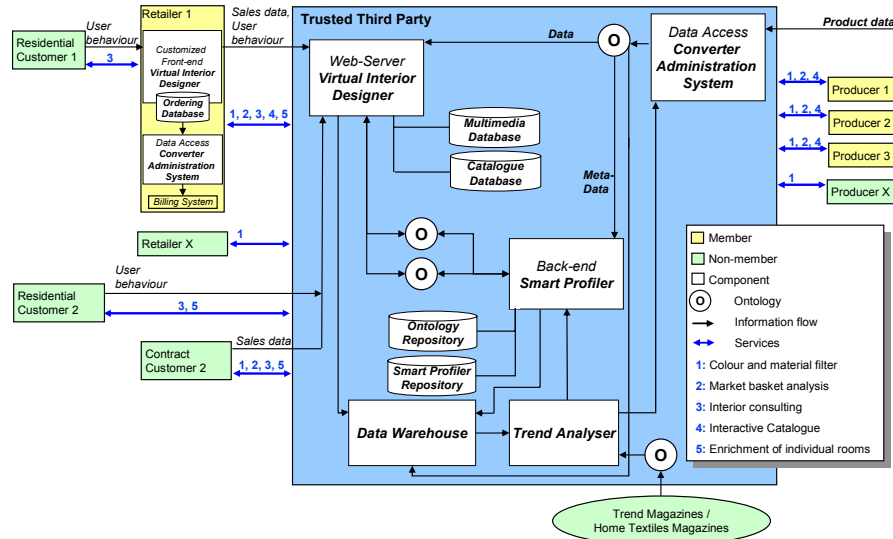 Retailer 1
Sales data,
User
behaviour
Trusted Third Party
Product data
User
behaviour
Residential
Customer 1
3
Customized
Front-end
Virtual Interior
Designer
Ordering
Database
Data Access
Converter
Administration
System
Billing System
1, 2, 3, 4, 5
Web-Server
Virtual Interior
Designer
Data
O
Data Access
Converter
Administration
System
Multimedia
Database
Catalogue
Database
Meta-
Data
1, 2, 4
Producer 1
1, 2, 4
Producer 2
1, 2, 4
Producer 3
1
Producer X
Retailer X
1
O
O
Back-end
Smart Profiler
User
behaviour
Residential
Customer 2
3, 5
Contract
Customer 2
Sales data
1, 2, 3, 5
Ontology
Repository
Smart Profiler
Repository
Data Warehouse
Trend Analyser
O
Trend Magazines /
Home Textiles Magazines
Member
Non-member
Component
O
Ontology
Information flow
Services
1: Colour and material filter
2: Market basket analysis
3: Interior consulting
4: Interactive Catalogue
5: Enrichment of individual rooms